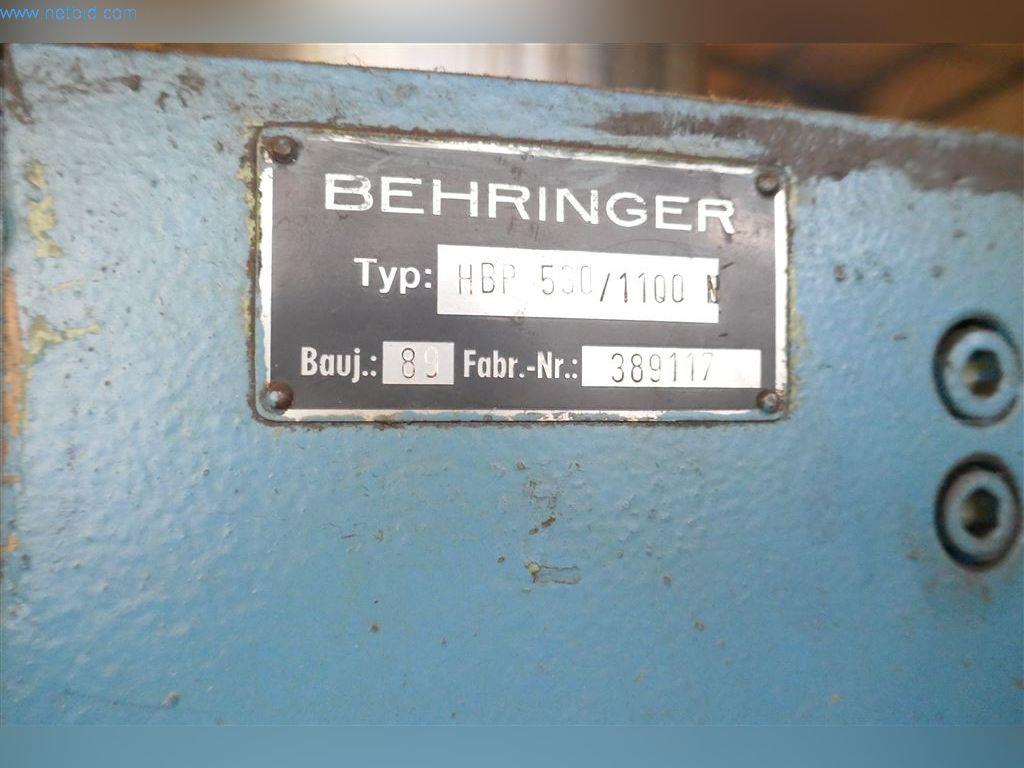 www.netbid.com
BEHRINGER
Typ: HBP 530/1100 N
Bauj.: 89 Fabr.-Nr.: 389117